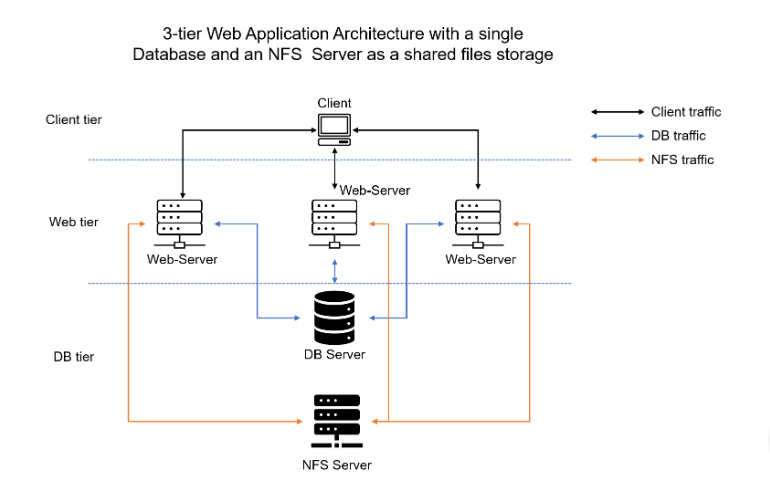 3-tier Web Application Architecture with a single
Database and an NFS Server as a shared files storage
Client
Client tier
Client traffic
DB traffic
NFS traffic
Web-Server
Web tier
Web-Server
Web-Server
DB Server
DB tier
NFS Server